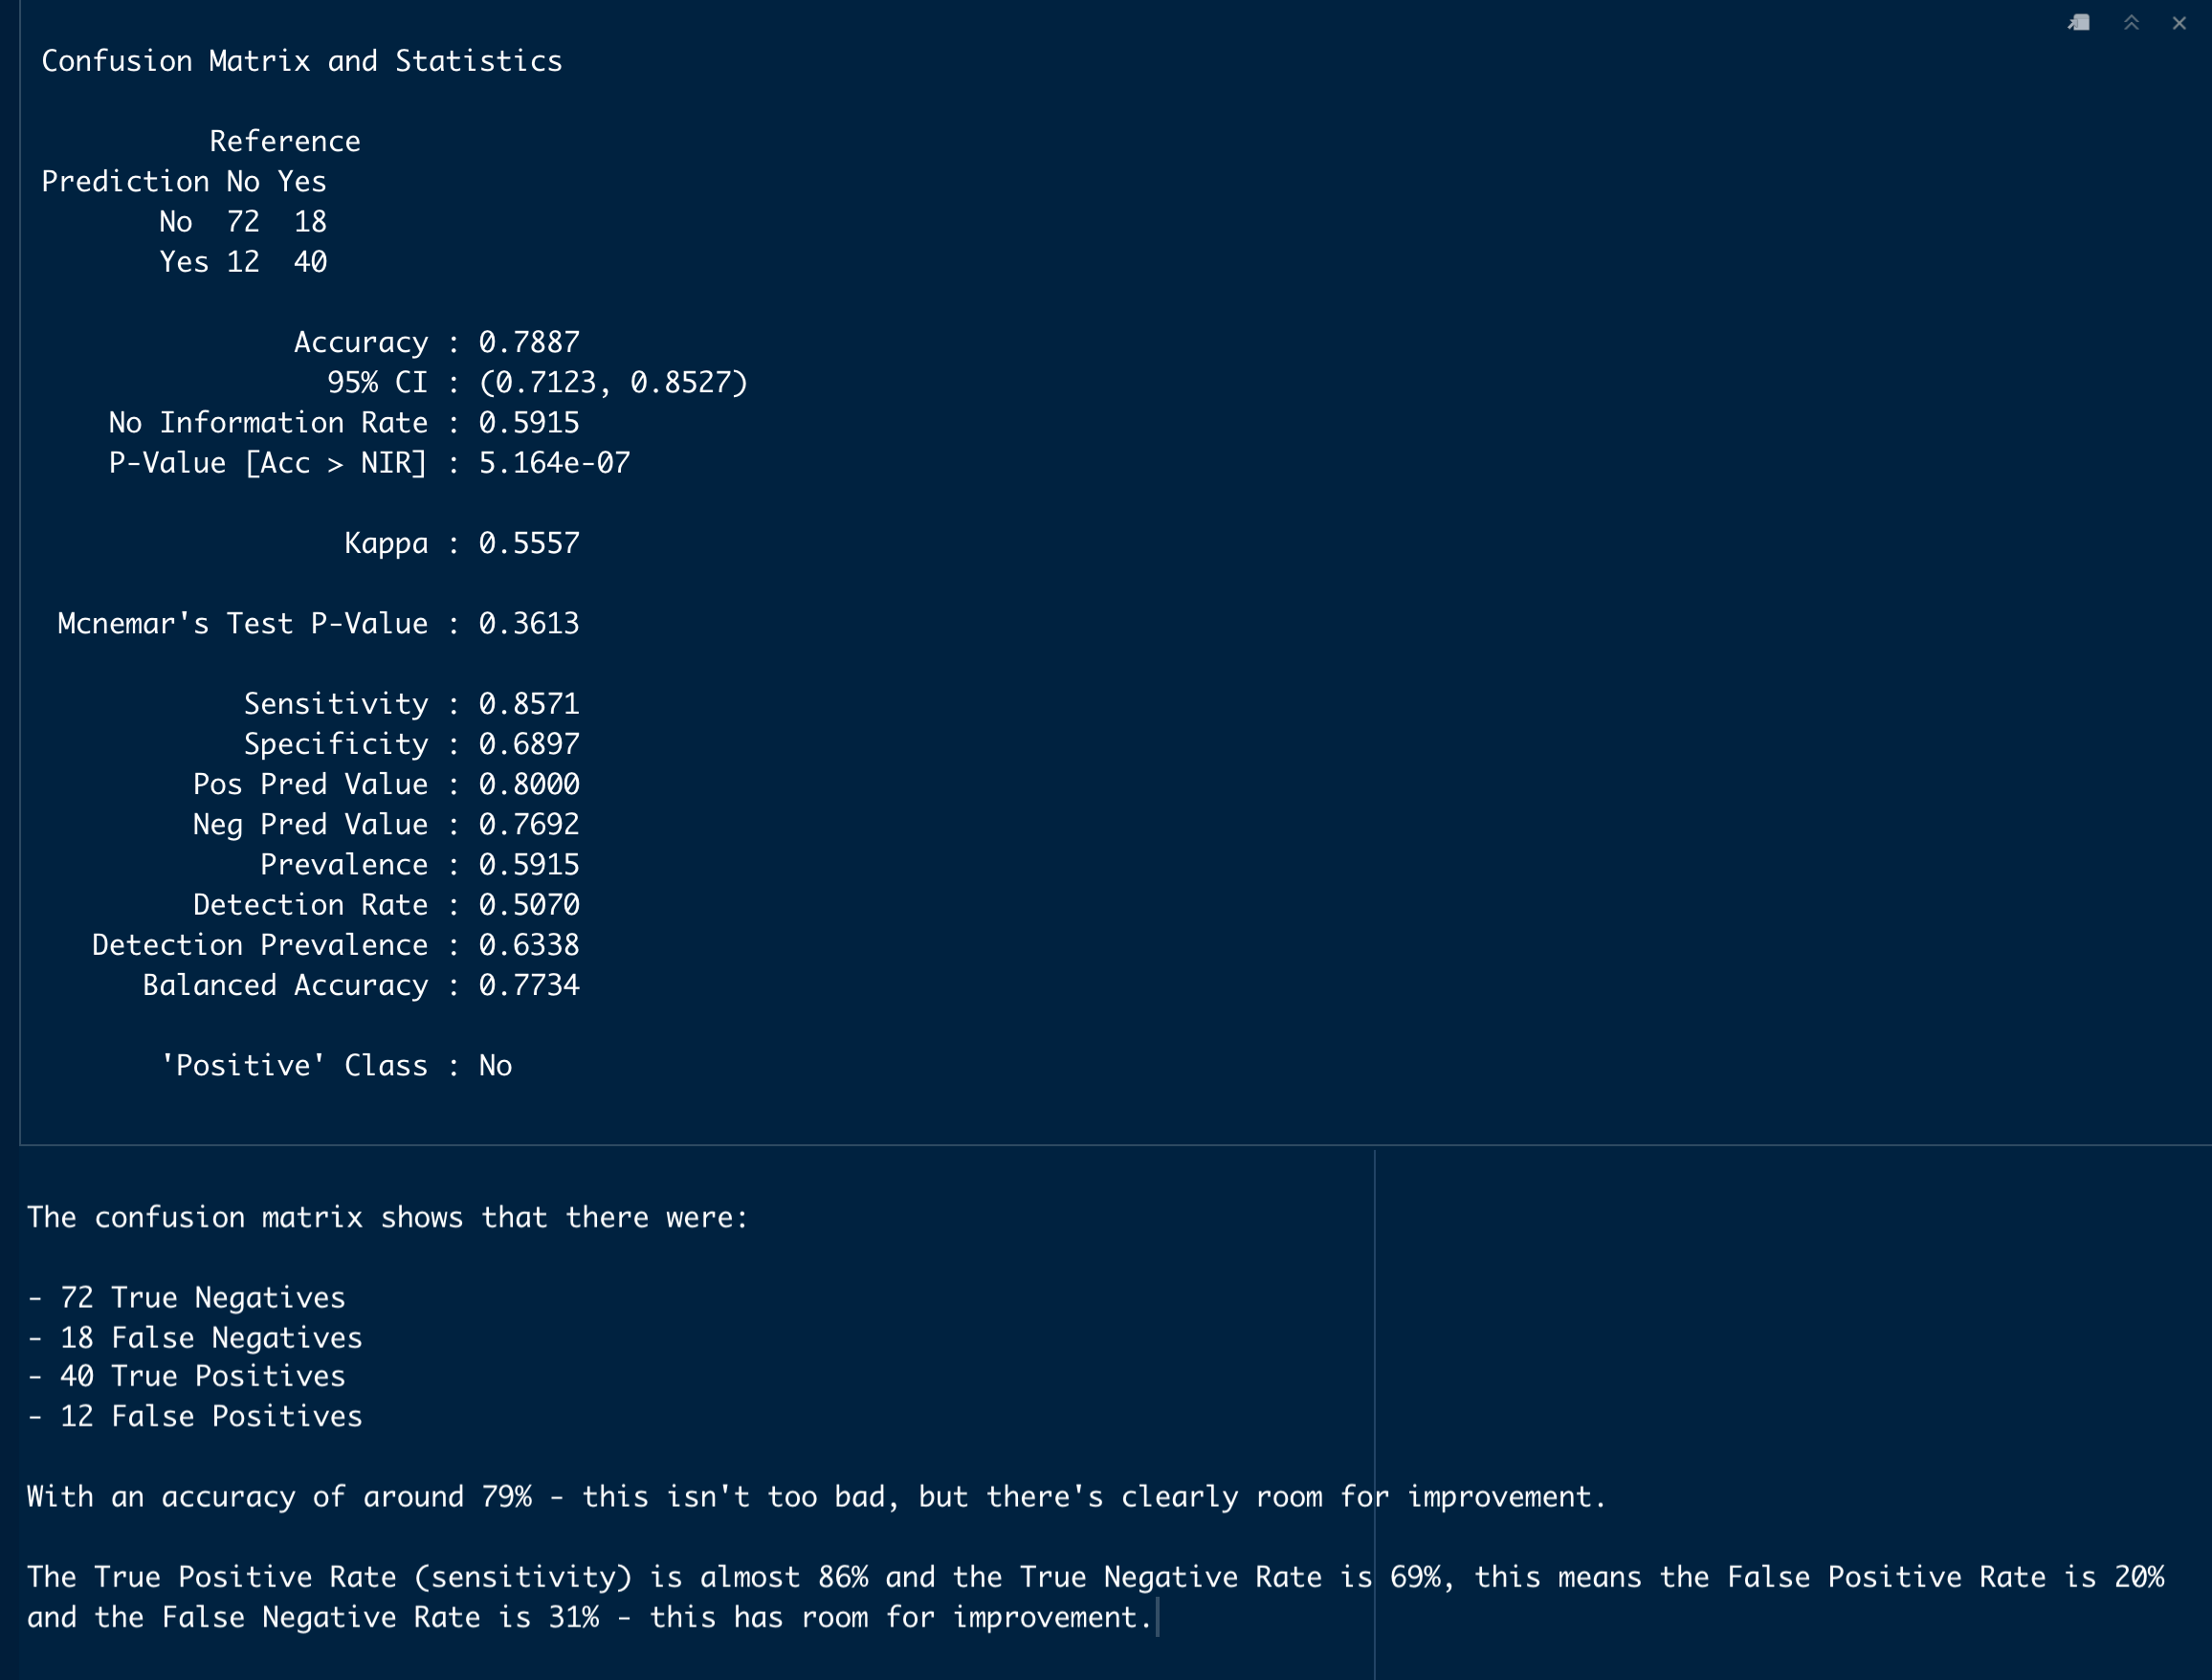 Confusion Matrix and Statistics
Reference
Prediction No Yes
No 72 18
Yes 12 40
Accuracy : 0.7887
95% CI : (0.7123, 0.8527)
No Information Rate : 0.5915
P-Value [Acc > NIR] : 5.164e-07
Kappa : 0.5557
Mcnemar's Test P-Value : 0.3613
Sensitivity : 0.8571
Specificity : 0.6897
Pos Pred Value : 0.8000
Neg Pred Value : 0.7692
Prevalence : 0.5915
Detection Rate : 0.5070
Detection Prevalence : 0.6338
Balanced Accuracy : 0.7734
'Positive' Class : No
The confusion matrix shows that there were:
- 72 True Negatives
- 18 False Negatives
- 40 True Positives
- 12 False Positives
With an accuracy of around 79% - this isn't too bad, but there's clearly room for improvement.
The True Positive Rate (sensitivity) is almost 86% and the True Negative Rate is 69%, this means the False Positive Rate is 20%
and the False Negative Rate is 31% - this has room for improvement.